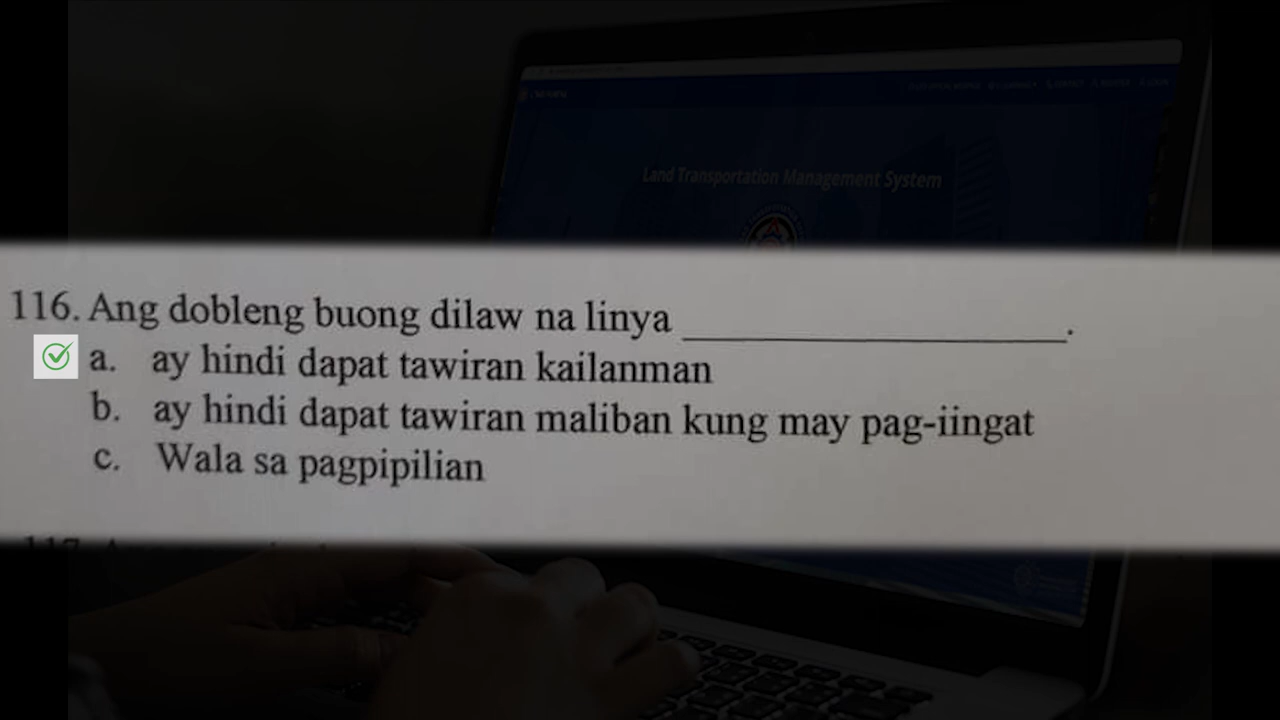 Land Transportation Management System
116. Ang dobleng buong dilaw na linya ____________________.
a. ay hindi dapat tawiran kailanman
b. ay hindi dapat tawiran maliban kung may pag-iingat
c. Wala sa pagpipilian